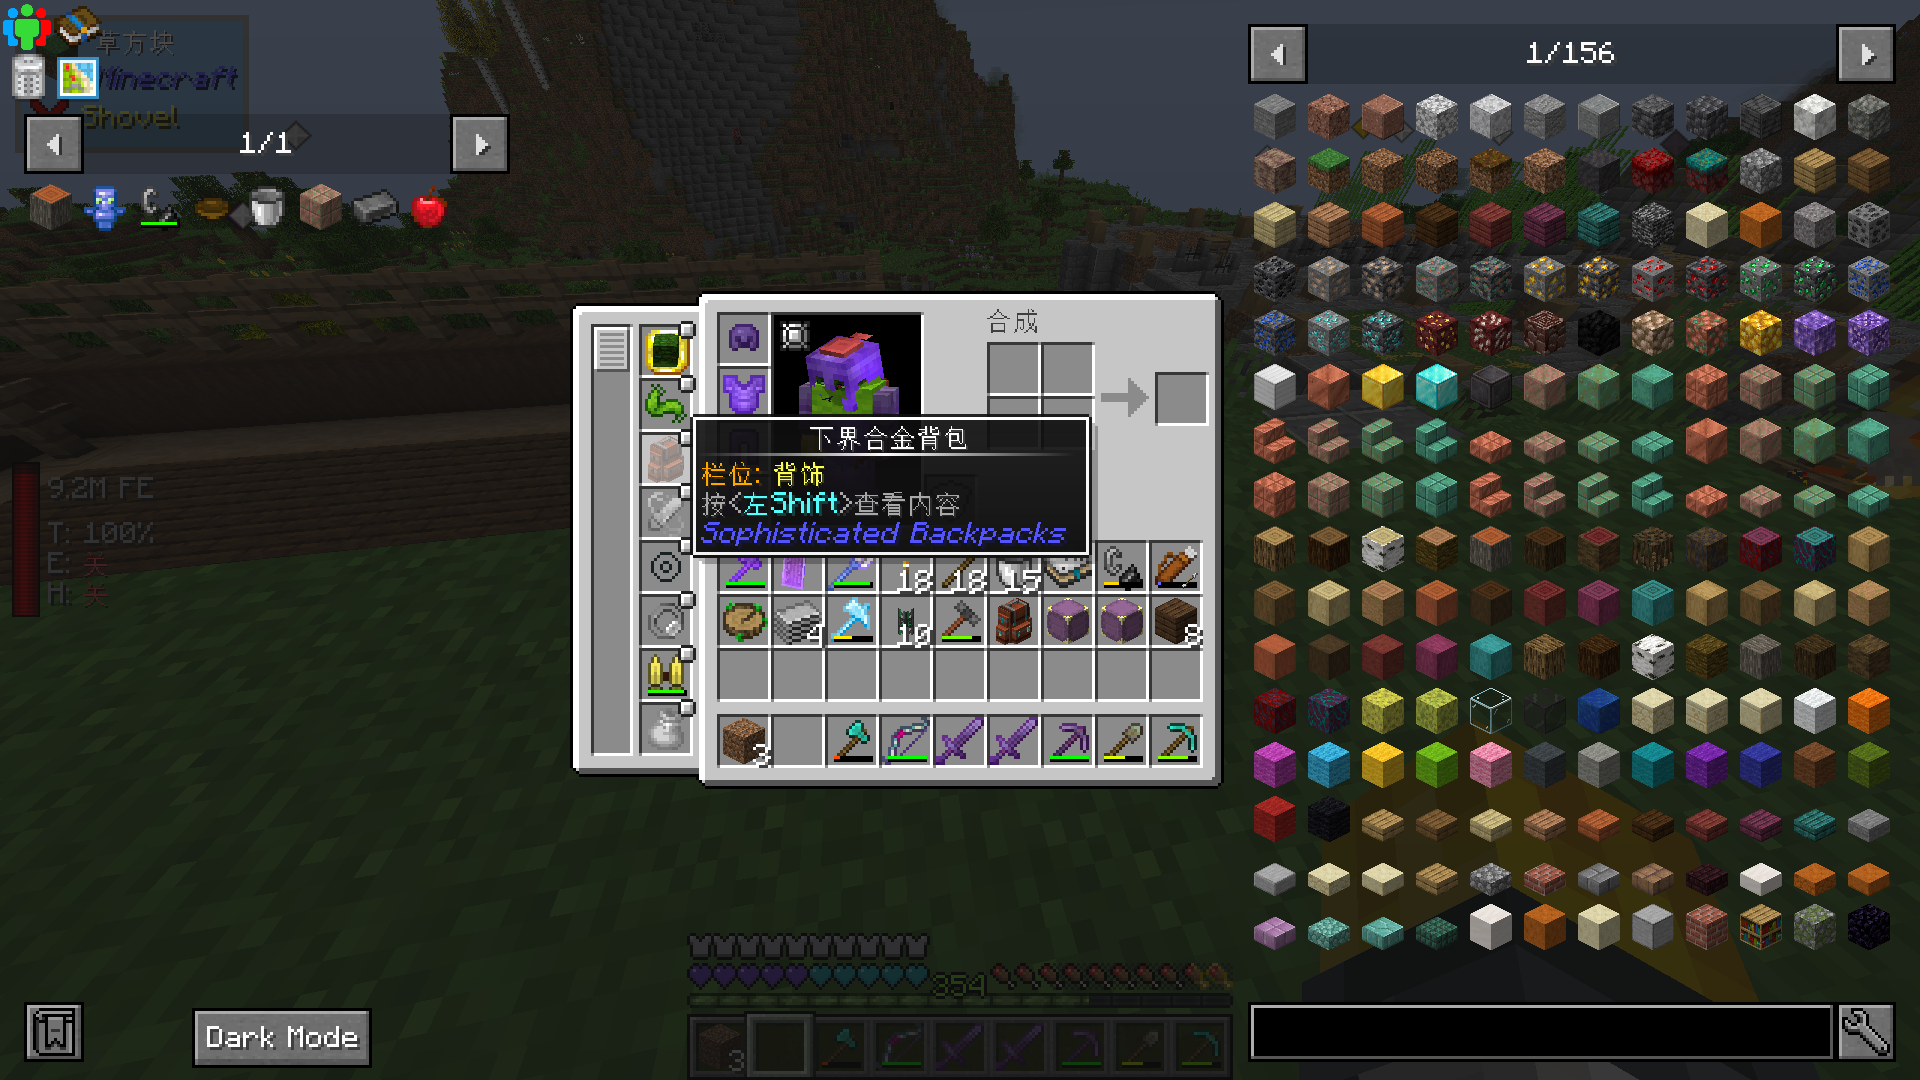 草方块
Minecraft
Shovel
1/1
1/156
9.2M FE
T: 100%
E: 关
H: 关
合成
下界合金背包
栏位: 背饰
按<左Shift>查看内容
Sophisticated Backpacks
18
18
15
4
10
8
3
354
3
Dark Mode